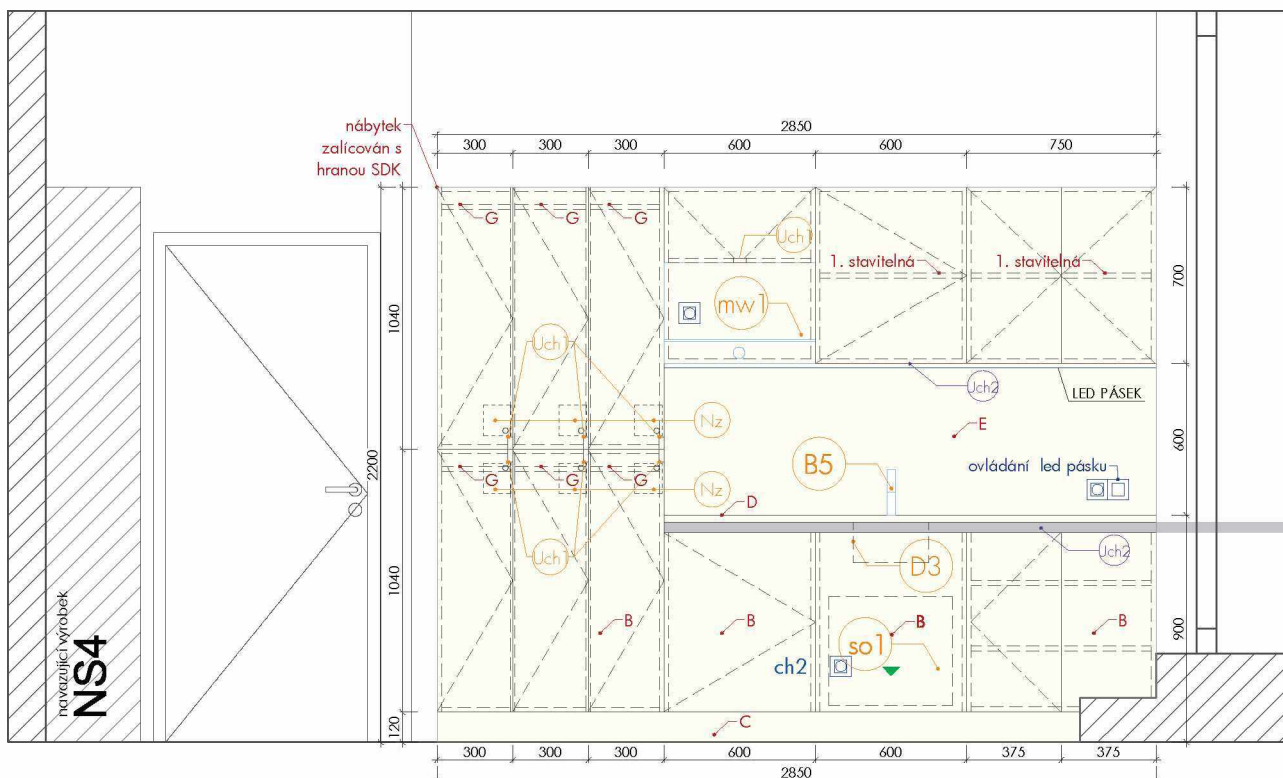 2850
300
300
300
600
600
750
nábytek
zalícován s
hranou SDK
G
G
G
Uch1
1. stavitelná
1. stavitelná
mw1
700
1040
Uch1
Uch2
LED PÁSEK
Nz
E
600
2200
B5
ovládání led pásku
G
G
G
Nz
D
Uch1
Uch2
D3
1040
B
B
B
B
900
so1
ch2
navazující výrobek
NS4
C
120
300
300
300
600
600
375
375
2850